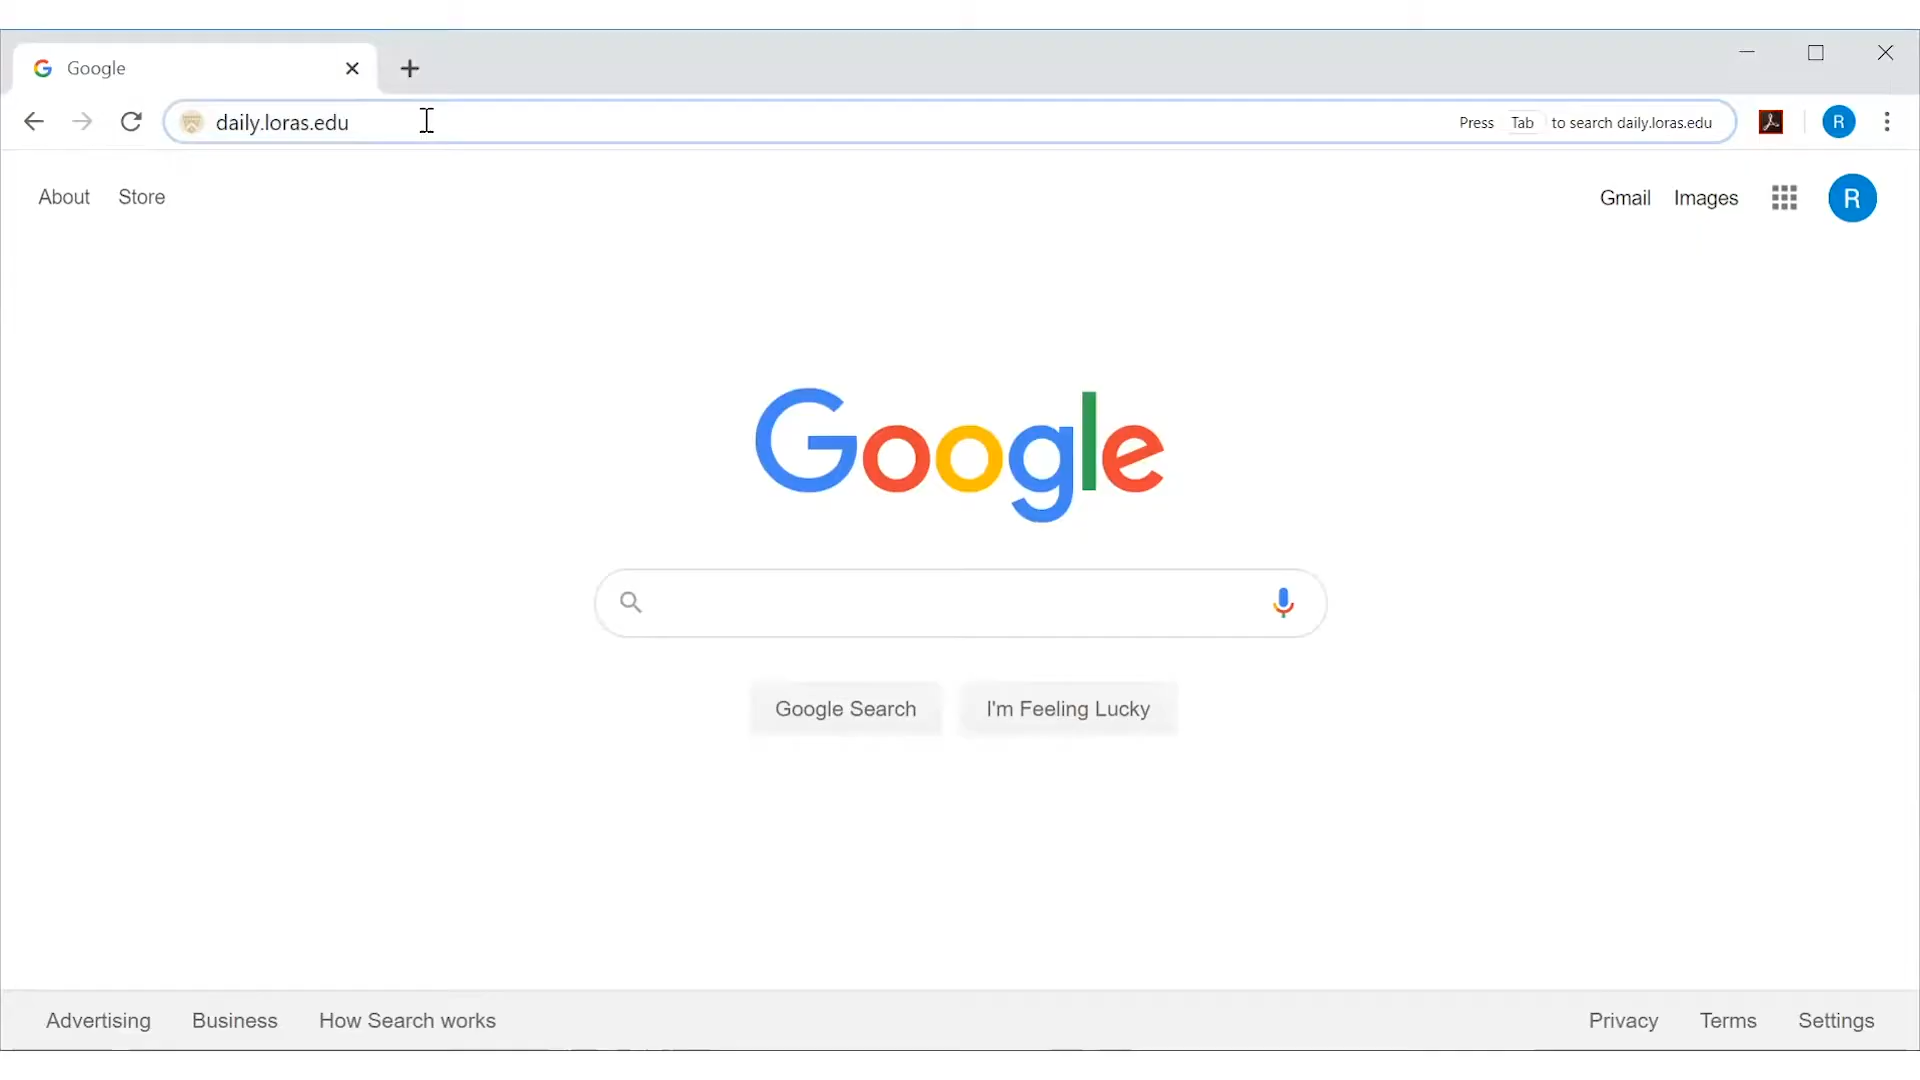 Google
daily.loras.edu
Press Tab to search daily.loras.edu
R
About Store
Gmail Images R
Google
Google Search I'm Feeling Lucky
Advertising Business How Search works
Privacy Terms Settings